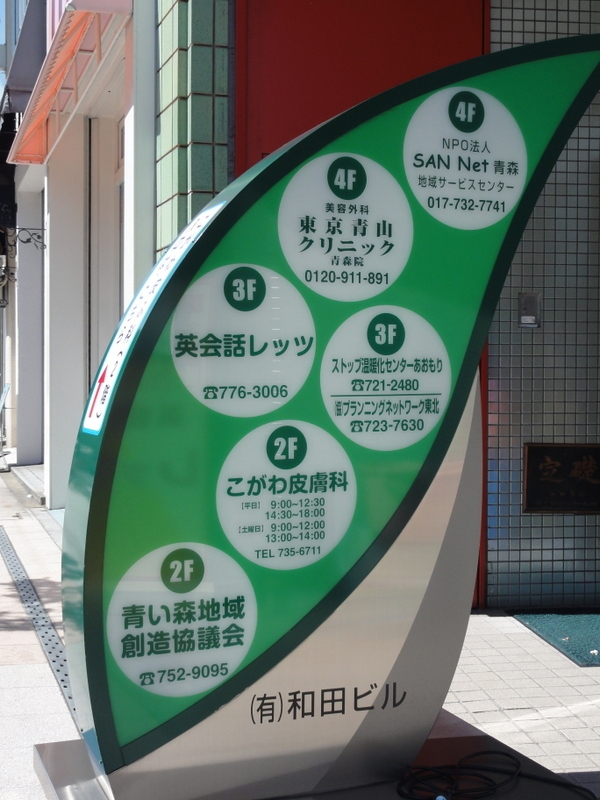 4F
NPO法人
SAN Net 青森
地域サービスセンター
017-732-7741
4F
美容外科
東京青山
クリニック
青森院
0120-911-891
3F
英会話レッツ
☎776-3006
3F
ストップ温暖化センターあおもり
☎721-2480
㈲プランニングネットワーク東北
☎723-7630
2F
こがわ皮膚科
[平日] 9:00~12:30
14:30~18:00
[土曜日] 9:00~12:00
13:00~14:00
TEL 735-6711
2F
青い森地域
創造協議会
☎752-9095
(有)和田ビル
定礎